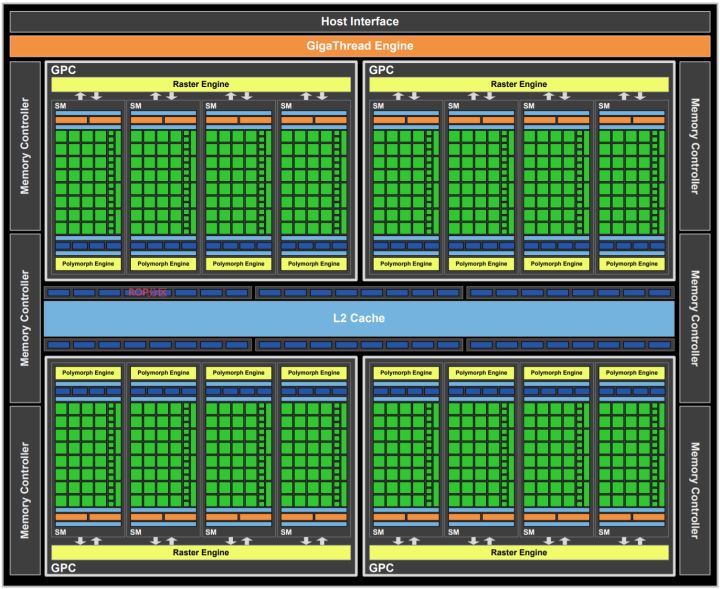 Host Interface
GigaThread Engine
GPC
GPC
Raster Engine
Raster Engine
Memory Controller
Memory Controller
SM SM SM SM
SM SM SM SM
Polymorph Engine Polymorph Engine Polymorph Engine Polymorph Engine
Polymorph Engine Polymorph Engine Polymorph Engine Polymorph Engine
ROP分区
Memory Controller
L2 Cache
Memory Controller
Polymorph Engine Polymorph Engine Polymorph Engine Polymorph Engine
Polymorph Engine Polymorph Engine Polymorph Engine Polymorph Engine
Memory Controller
Memory Controller
SM SM SM SM
SM SM SM SM
Raster Engine
Raster Engine
GPC
GPC